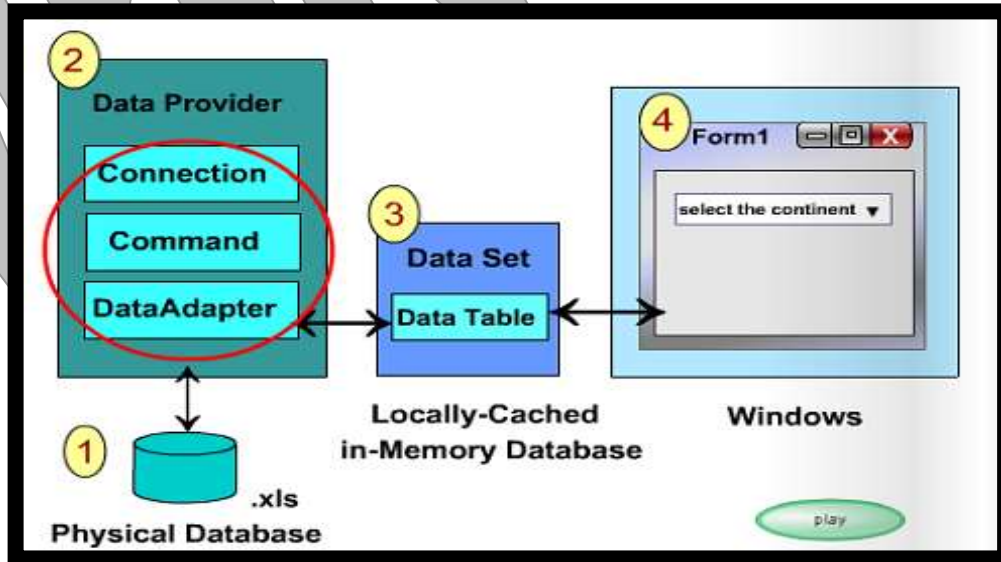 2
Data Provider
Connection
Command
DataAdapter
1
.xls
Physical Database
3
Data Set
Data Table
Locally-Cached
in-Memory Database
4
Form1
X
select the continent
Windows
play